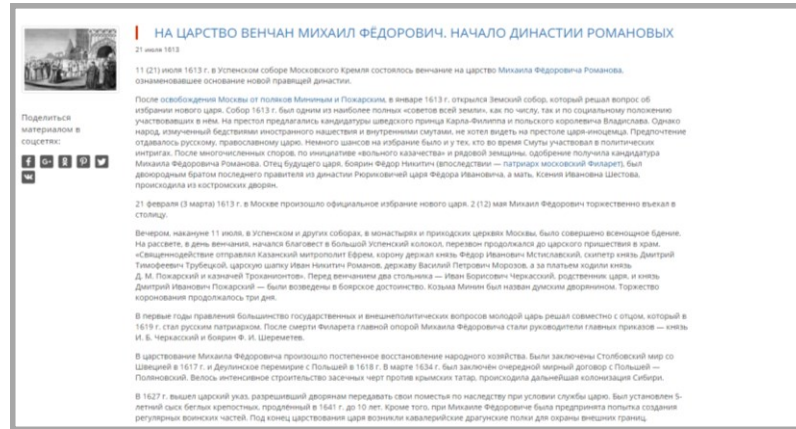 НА ЦАРСТВО ВЕНЧАН МИХАИЛ ФЁДОРОВИЧ. НАЧАЛО ДИНАСТИИ РОМАНОВЫХ
21 июля 1613
11 (21) июля 1613 г. в Успенском соборе Московского Кремля состоялось венчание на царство Михаила Фёдоровича Романова,
ознаменовавшее основание новой правящей династии.
После освобождения Москвы от поляков Мининым и Пожарским, в январе 1613 г. открылся Земский собор, который решал вопрос об
избрании нового царя. Собор 1613 г. был одним из наиболее полных «советов всей земли», как по числу, так и по социальному положению
участвовавших в нём. На престол предлагались кандидатуры шведского принца Карла-Филиппа и польского королевича Владислава. Однако
народ, измученный бедствиями иностранного нашествия и внутренними смутами, не хотел видеть на престоле царя-иноземца. Предпочтение
отдавалось русскому, православному царю. Немного шансов на избрание было и у тех, кто во время Смуты участвовал в политических
интригах. После многочисленных споров, по инициативе «вольного казачества» и рядовой земщины, одобрение получила кандидатура
Михаила Фёдоровича Романова. Отец будущего царя, боярин Фёдор Никитич (впоследствии — патриарх московский Филарет), был
двоюродным братом последнего правителя из династии Рюриковичей царя Фёдора Ивановича, а мать, Ксения Ивановна Шестова,
происходила из костромских дворян.
21 февраля (3 марта) 1613 г. в Москве произошло официальное избрание нового царя. 2 (12) мая Михаил Фёдорович торжественно въехал в
столицу.
Вечером, накануне 11 июля, в Успенском и других соборах, в монастырях и приходских церквях Москвы, было совершено всенощное бдение.
На рассвете, в день венчания, начался благовест в большой Успенский колокол, перезвон продолжался до царского пришествия в храм.
«Священнодействие отправлял Казанский митрополит Ефрем, корону держал князь Фёдор Иванович Мстиславский, скипетр князь Дмитрий
Тимофеевич Трубецкой, царскую шапку Иван Никитич Романов, державу Василий Петрович Морозов, а за платьем ходили князь
Д. М. Пожарский и казначей Троханионтов». Перед венчанием два стольника — Иван Борисович Черкасский, родственник царя, и князь
Дмитрий Иванович Пожарский — были возведены в боярское достоинство. Козьма Минин был назван думским дворянином. Торжество
коронования продолжалось три дня.
В первые годы правления большинство государственных и внешнеполитических вопросов молодой царь решал совместно с отцом, который в
1619 г. стал русским патриархом. После смерти Филарета главной опорой Михаила Фёдоровича стали руководители главных приказов — князь
И. Б. Черкасский и боярин Ф. И. Шереметев.
В царствование Михаила Фёдоровича произошло постепенное восстановление народного хозяйства. Были заключены Столбовский мир со
Швецией в 1617 г. и Деулинское перемирие с Польшей в 1618 г. В марте 1634 г. был заключён очередной мирный договор с Польшей —
Поляновский. Велось интенсивное строительство засечных черт против крымских татар, происходила дальнейшая колонизация Сибири.
В 1627 г. вышел царский указ, разрешивший дворянам передавать свои поместья по наследству при условии службы царю. Был установлен 5-
летний сыск беглых крепостных, продлённый в 1641 г. до 10 лет. Кроме того, при Михаиле Фёдоровиче была предпринята попытка создания
регулярных воинских частей. Под конец царствования царя возникли кавалерийские драгунские полки для охраны внешних границ.
Поделиться
материалом в
соцсетях: